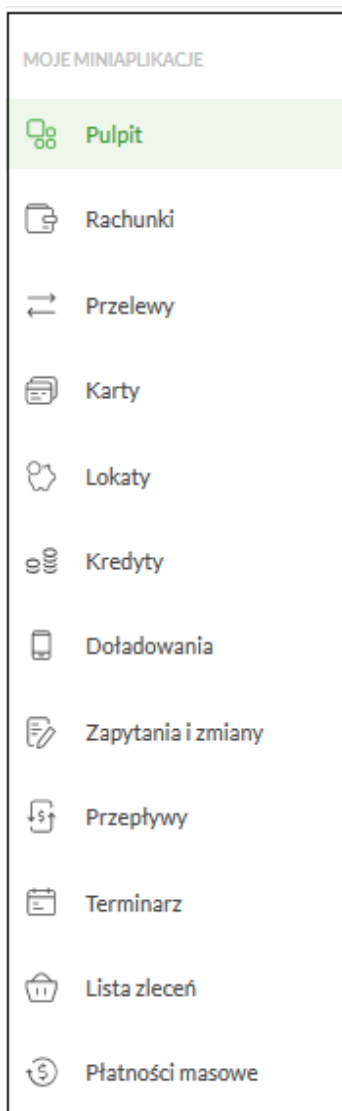 MOJE MINIAPLIKACJE
Pulpit
Rachunki
Przelewy
Karty
Lokaty
Kredyty
Doładowania
Zapytania i zmiany
Przepływy
Terminarz
Lista zleceń
Płatności masowe